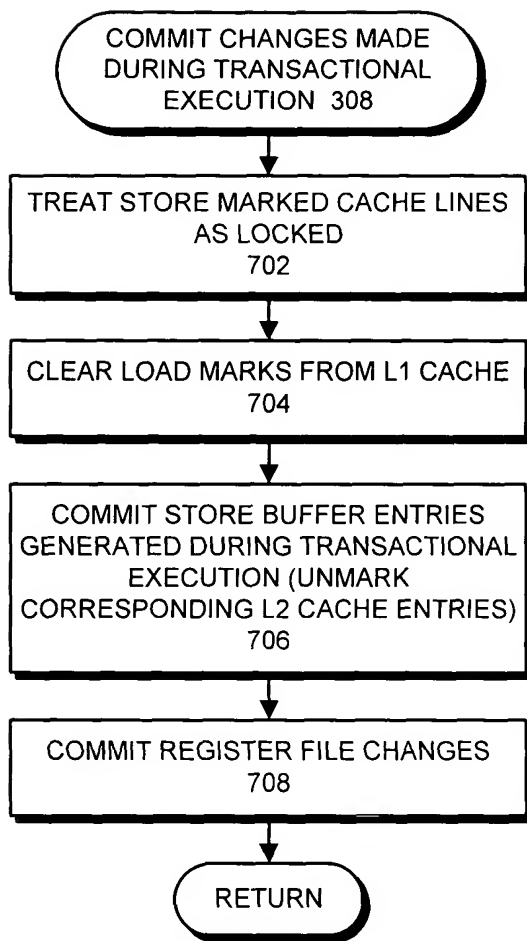 COMMIT CHANGES MADE
DURING TRANSACTIONAL
EXECUTION 308
TREAT STORE MARKED CACHE LINES
AS LOCKED
702
CLEAR LOAD MARKS FROM L1 CACHE
704
COMMIT STORE BUFFER ENTRIES
GENERATED DURING TRANSACTIONAL
EXECUTION (UNMARK
CORRESPONDING L2 CACHE ENTRIES)
706
COMMIT REGISTER FILE CHANGES
708
RETURN